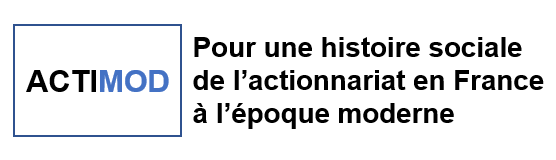 ACTIMOD
Pour une histoire sociale
de l’actionnariat en France
à l’époque moderne